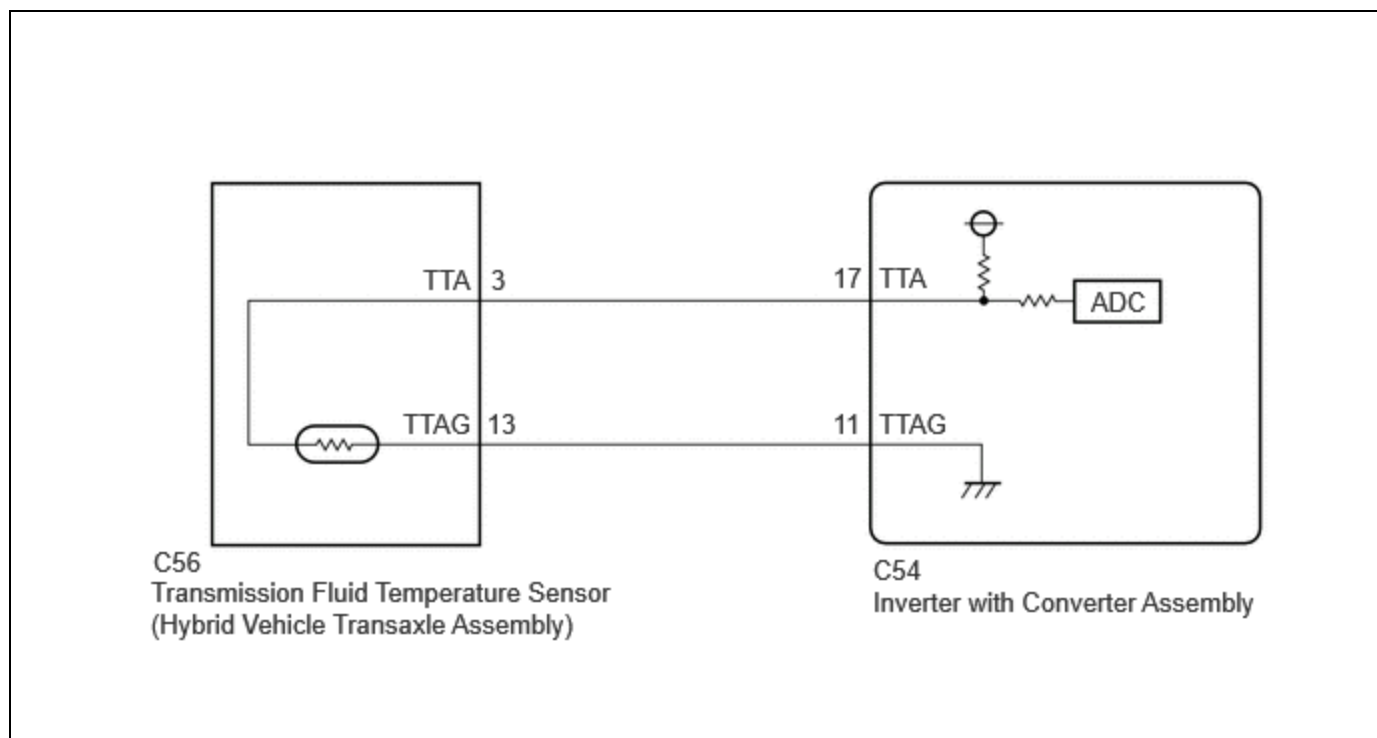 TTA 3
17 TTA
ADC
TTAG 13
11 TTAG
C56
Transmission Fluid Temperature Sensor
(Hybrid Vehicle Transaxle Assembly)
C54
Inverter with Converter Assembly